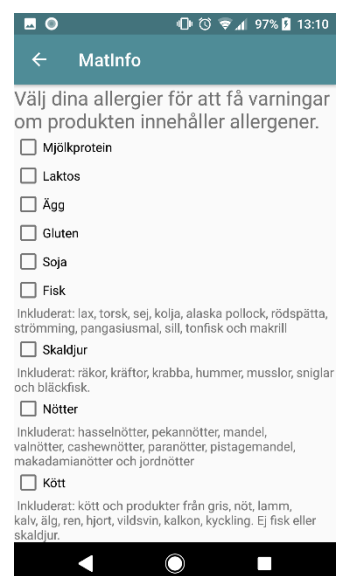 97% 13:10
MatInfo
Välj dina allergier för att få varningar
om produkten innehåller allergener.
Mjölkprotein
Laktos
Ägg
Gluten
Soja
Fisk
Inkluderat: lax, torsk, sej, kolja, alaska pollock, rödspätta,
strömming, pangasiusmal, sill, tonfisk och makrill
Skaldjur
Inkluderat: räkor, kräftor, krabba, hummer, musslor, sniglar
och bläckfisk.
Nötter
Inkluderat: hasselnötter, pekannötter, mandel,
valnötter, cashewnötter, paranötter, pistagemandel,
makadamianötter och jordnötter
Kött
Inkluderat: kött och produkter från gris, nöt, lamm,
kalv, älg, ren, hjort, vildsvin, kalkon, kyckling. Ej fisk eller
skaldjur.